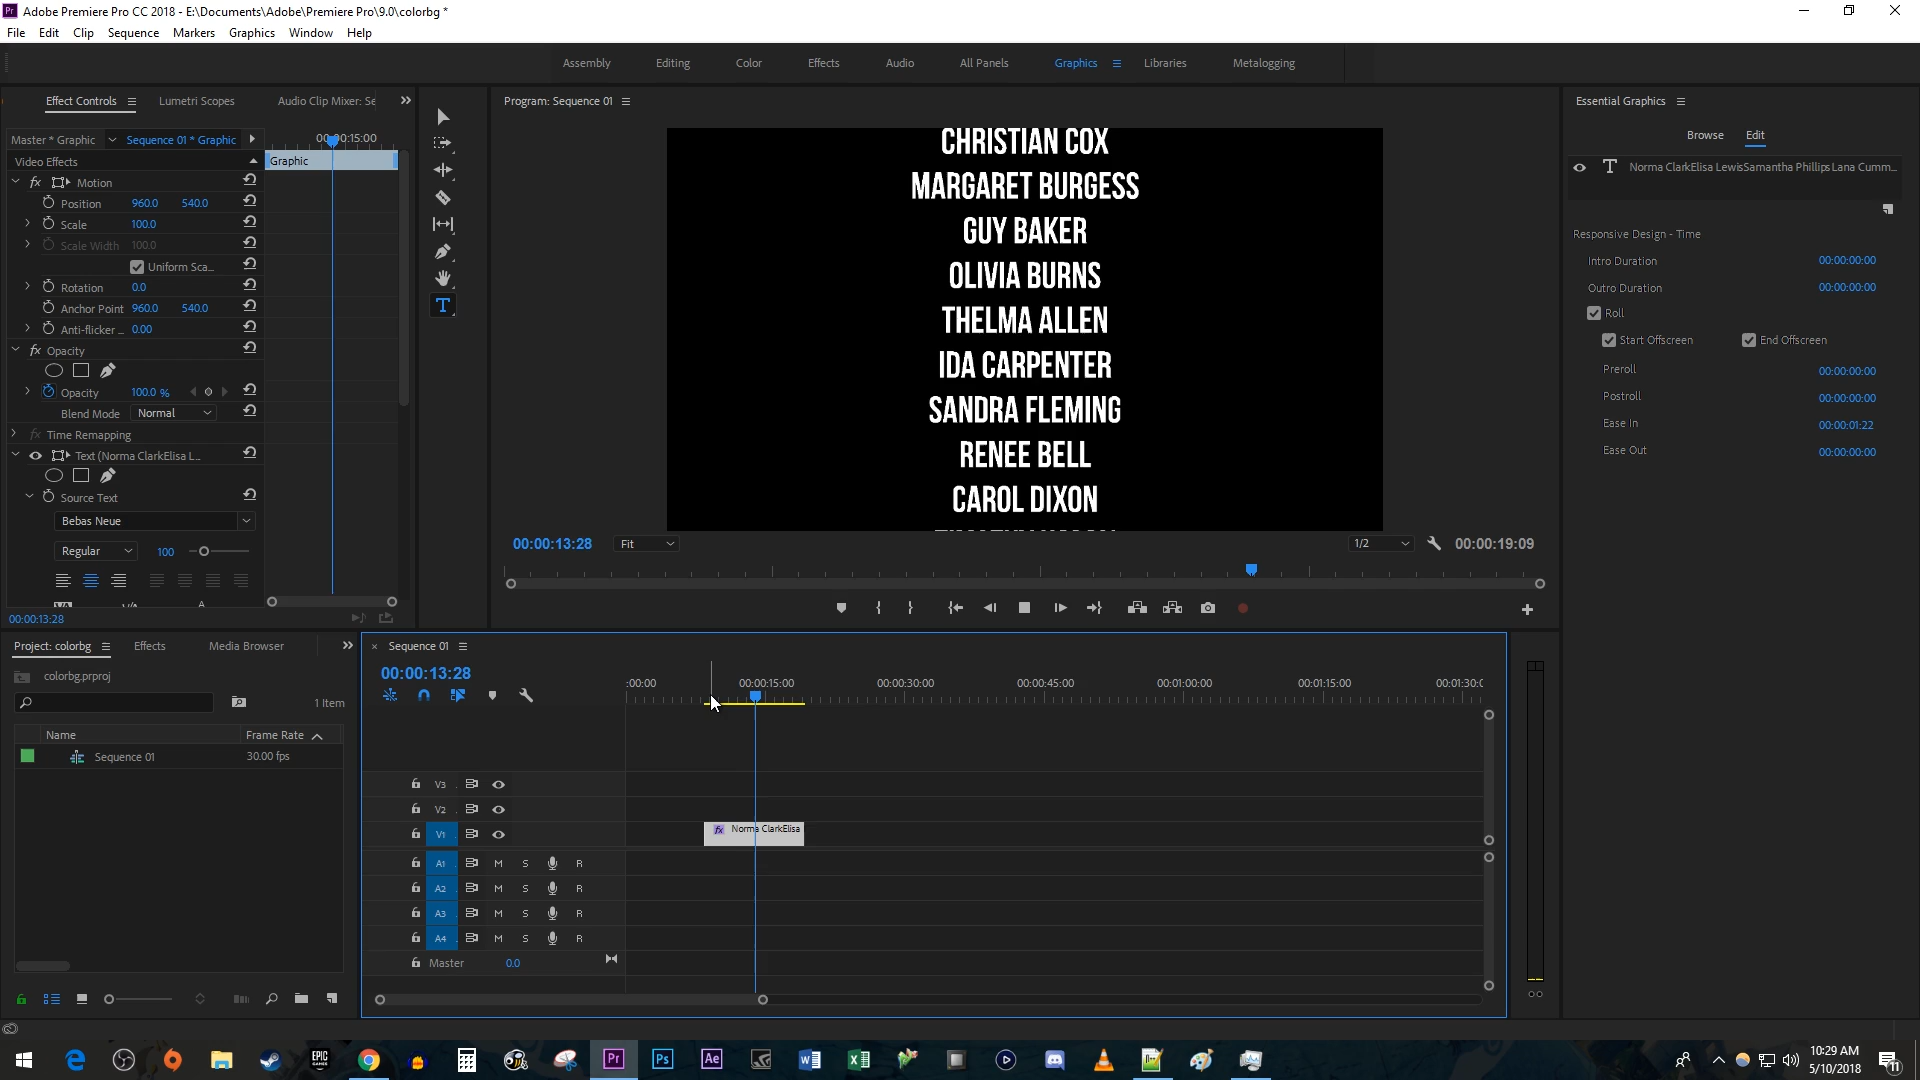 Adobe Premiere Pro CC 2018 - E:\Documents\Adobe\Premiere Pro\9.0\colorbg *
File Edit Clip Sequence Markers Graphics Window Help
Assembly Editing Color Effects Audio All Panels Graphics Libraries Metalogging
Effect Controls Lumetri Scopes Audio Clip Mixer: Se
Master * Graphic Sequence 01 * Graphic 00:00:15:00
Video Effects Graphic
fx Motion
Position 960.0 540.0
Scale 100.0
Scale Width 100.0
Uniform Sca...
Rotation 0.0
Anchor Point 960.0 540.0
Anti-flicker ... 0.00
fx Opacity
Opacity 100.0 %
Blend Mode Normal
fx Time Remapping
Text (Norma ClarkElisa L...
Source Text
Bebas Neue
Regular 100
00:00:13:28
Program: Sequence 01
CHRISTIAN COX
MARGARET BURGESS
GUY BAKER
OLIVIA BURNS
THELMA ALLEN
IDA CARPENTER
SANDRA FLEMING
RENEE BELL
CAROL DIXON
00:00:13:28 Fit 1/2 00:00:19:09
Essential Graphics
Browse Edit
T Norma ClarkElisa LewisSamantha PhillipsLana Cumm...
Responsive Design - Time
Intro Duration 00:00:00:00
Outro Duration 00:00:00:00
Roll
Start Offscreen End Offscreen
Preroll 00:00:00:00
Postroll 00:00:00:00
Ease In 00:00:01:22
Ease Out 00:00:00:00
Project: colorbg Effects Media Browser
colorbg.prproj
1 Item
Name Frame Rate
Sequence 01 30.00 fps
× Sequence 01
00:00:13:28
:00:00 00:00:15:00 00:00:30:00 00:00:45:00 00:01:00:00 00:01:15:00 00:01:30:0
V3
V2
V1 fx Norma ClarkElisa
A1 M S R
A2 M S R
A3 M S R
A4 M S R
Master 0.0
EPIC GAMES Pr Ps Ae
10:29 AM
5/10/2018
11